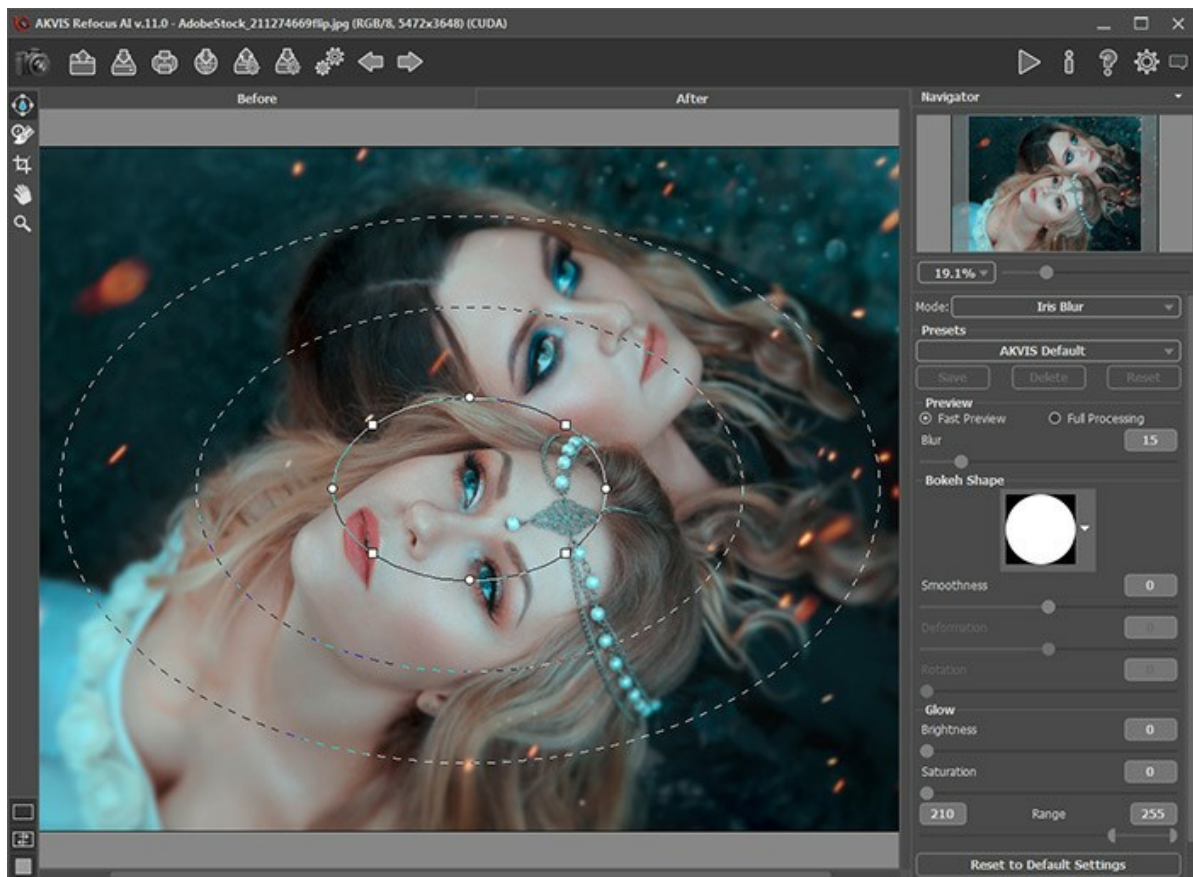 AKVIS Refocus AI v.11.0 - AdobeStock_211274669flip.jpg (RGB/8, 5472x3648) (CUDA)
Before
After
Navigator
19.1%
Mode:
Iris Blur
Presets
AKVIS Default
Save
Delete
Reset
Preview
Fast Preview
Full Processing
Blur
15
Bokeh Shape
Smoothness
0
Deformation
0
Rotation
0
Glow
Brightness
0
Saturation
0
210
Range
255
Reset to Default Settings